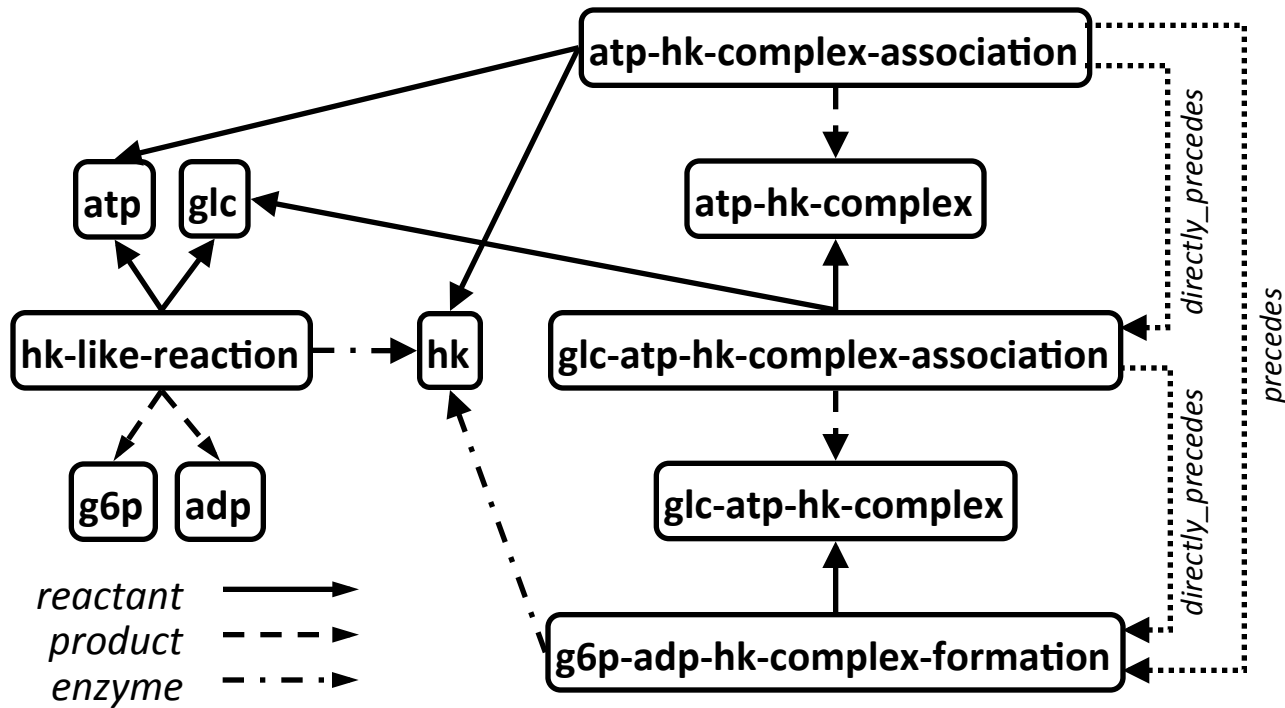 atp-hk-complex-association
atp
glc
atp-hk-complex
directly_precedes
precedes
hk-like-reaction
hk
glc-atp-hk-complex-association
g6p
adp
glc-atp-hk-complex
directly_precedes
reactant
product
enzyme
g6p-adp-hk-complex-formation